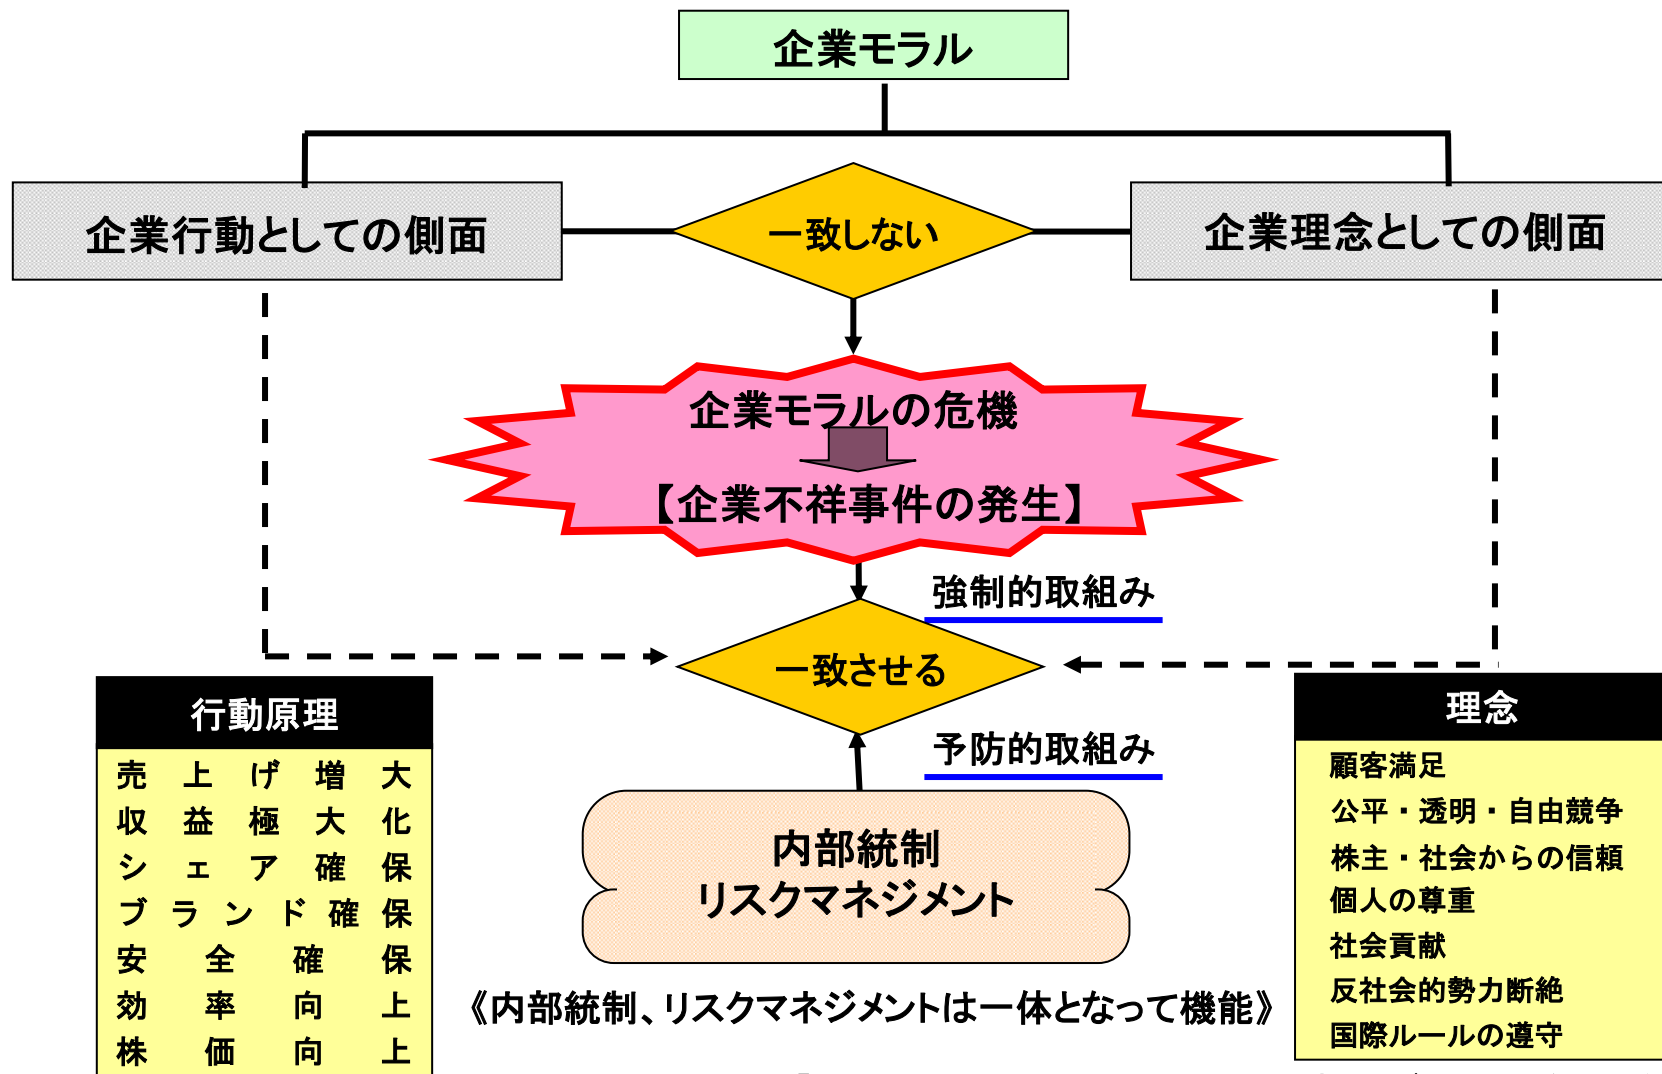 企業モラル
企業行動としての側面
一致しない
企業理念としての側面
企業モラルの危機
【企業不祥事件の発生】
強制的取組み
一致させる
予防的取組み
行動原理
売上げ増大
収益極大化
シェア確保
ブランド確保
安全確保
効率向上
株価向上
内部統制
リスクマネジメント
《内部統制、リスクマネジメントは一体となって機能》
理念
顧客満足
公平・透明・自由競争
株主・社会からの信頼
個人の尊重
社会貢献
反社会的勢力断絶
国際ルールの遵守